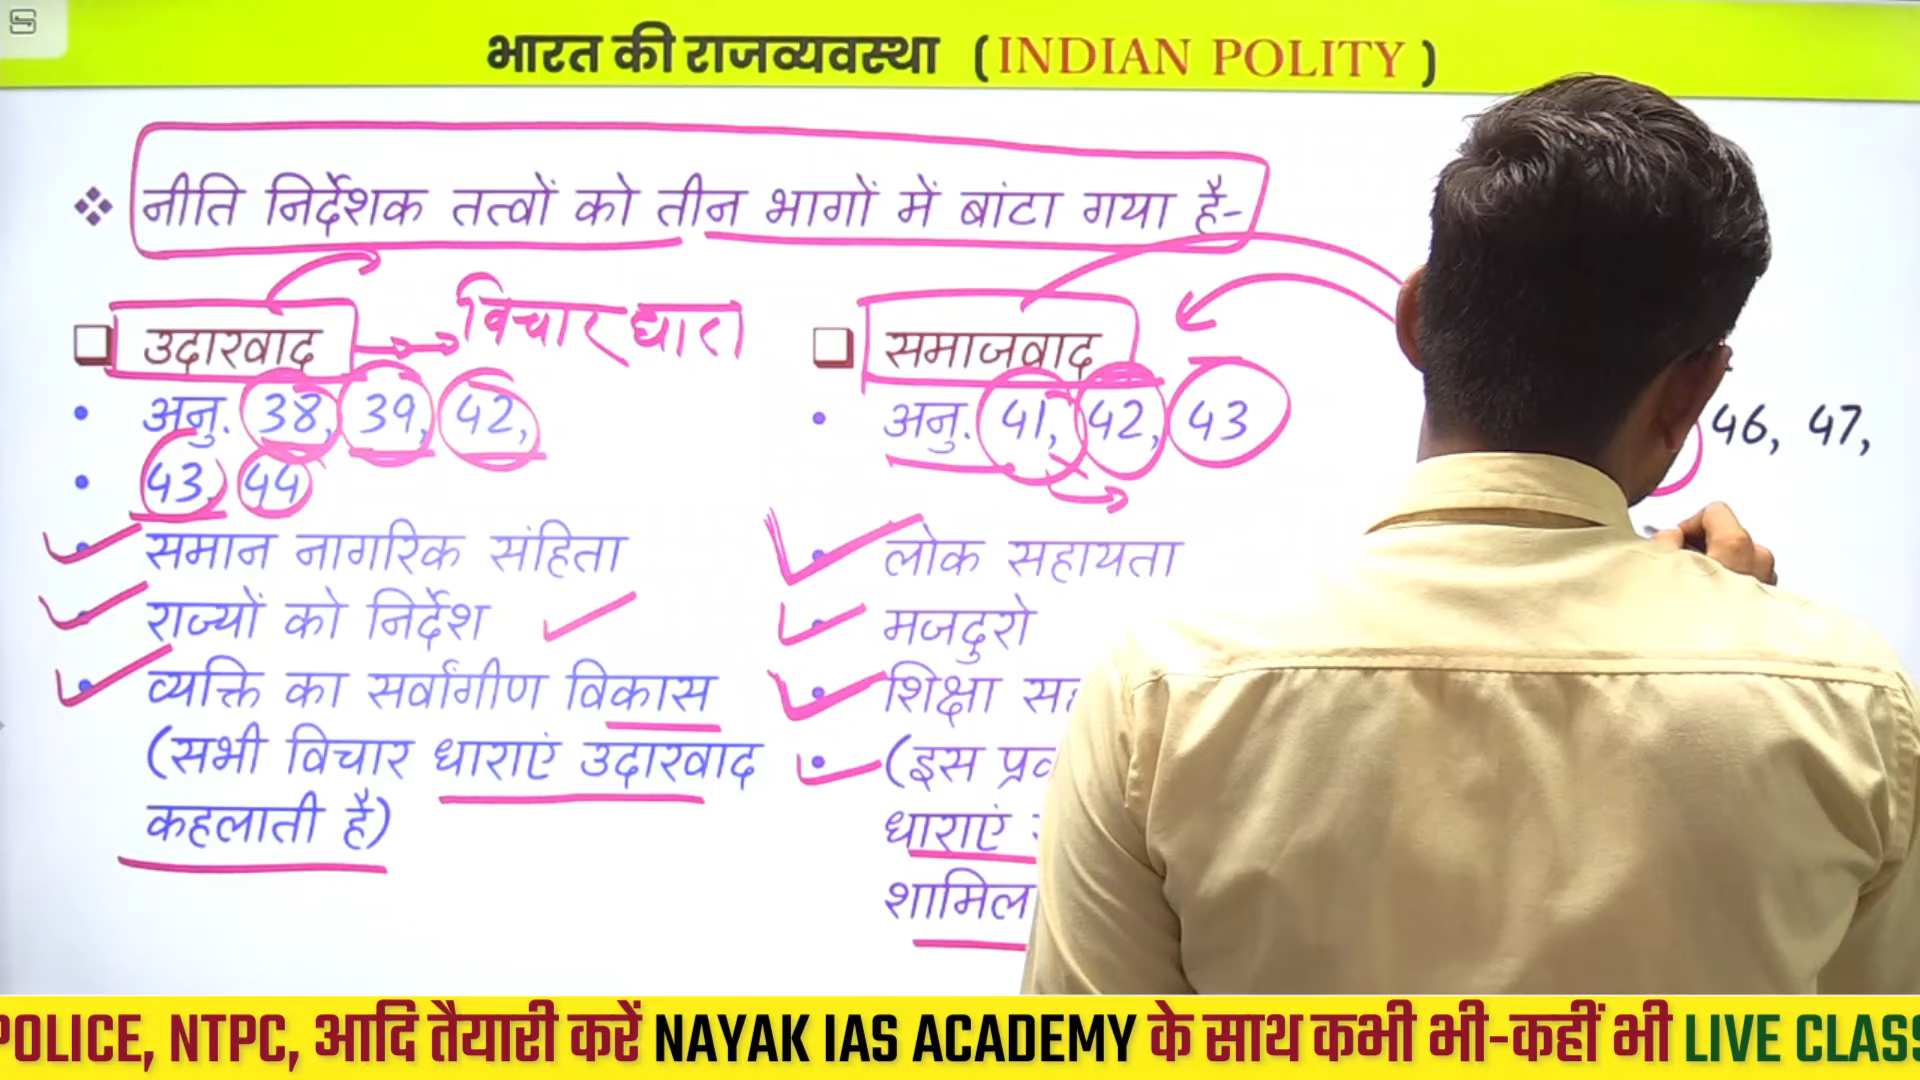 भारत की राजव्यवस्था (INDIAN POLITY)
नीति निर्देशक तत्वों को तीन भागों में बांटा गया है-
उदारवाद
विचारधारा
अनु. 38, 39, 42,
43, 44
समान नागरिक संहिता
राज्यों को निर्देश
व्यक्ति का सर्वांगीण विकास
(सभी विचार धाराएं उदारवाद
कहलाती है)
समाजवाद
अनु. 41, 42, 43
लोक सहायता
मजदुरो
शिक्षा
(इस
धाराएं
शामिल
46, 47,
POLICE, NTPC, आदि तैयारी करें NAYAK IAS ACADEMY के साथ कभी भी-कहीं भी LIVE CLASS